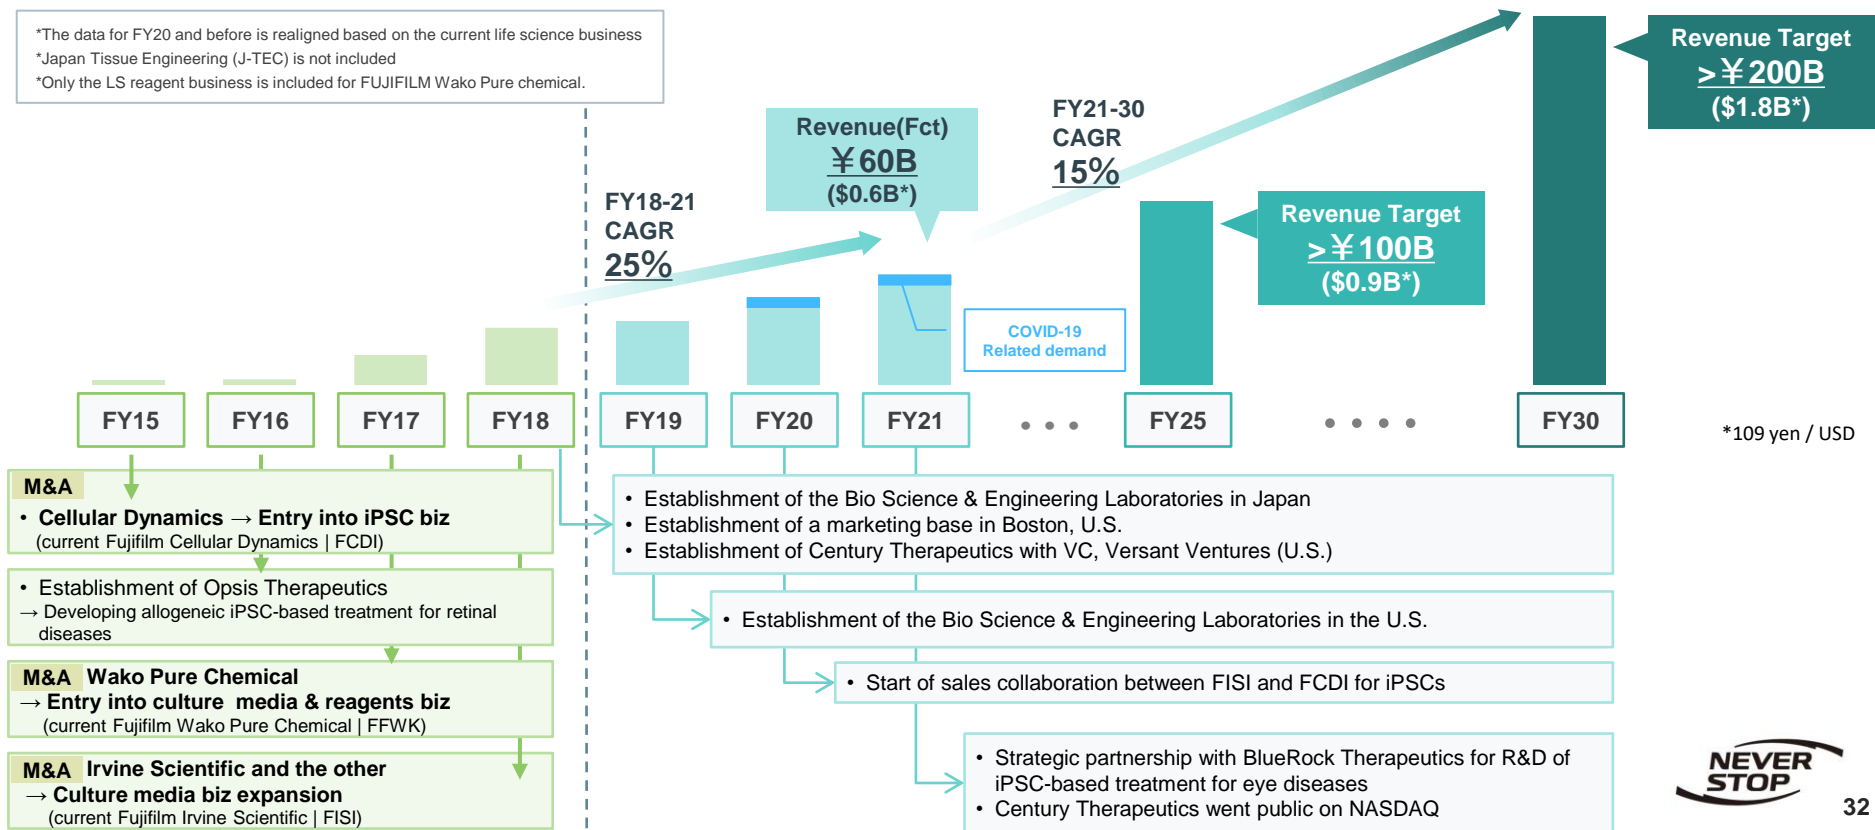 *The data for FY20 and before is realigned based on the current life science business
*Japan Tissue Engineering (J-TEC) is not included
*Only the LS reagent business is included for FUJIFILM Wako Pure chemical.
FY18-21
CAGR
25%
Revenue(Fct)
¥60B
($0.6B*)
FY21-30
CAGR
15%
Revenue Target
>¥100B
($0.9B*)
Revenue Target
>¥200B
($1.8B*)
COVID-19
Related demand
FY15
FY16
FY17
FY18
FY19
FY20
FY21
• • •
FY25
• • • •
FY30
*109 yen / USD
M&A
• Cellular Dynamics → Entry into iPSC biz
(current Fujifilm Cellular Dynamics | FCDI)
• Establishment of Opsis Therapeutics
→ Developing allogeneic iPSC-based treatment for retinal
diseases
M&A Wako Pure Chemical
→ Entry into culture media & reagents biz
(current Fujifilm Wako Pure Chemical | FFWK)
M&A Irvine Scientific and the other
→ Culture media biz expansion
(current Fujifilm Irvine Scientific | FISI)
• Establishment of the Bio Science & Engineering Laboratories in Japan
• Establishment of a marketing base in Boston, U.S.
• Establishment of Century Therapeutics with VC, Versant Ventures (U.S.)
• Establishment of the Bio Science & Engineering Laboratories in the U.S.
• Start of sales collaboration between FISI and FCDI for iPSCs
• Strategic partnership with BlueRock Therapeutics for R&D of
iPSC-based treatment for eye diseases
• Century Therapeutics went public on NASDAQ
NEVER
STOP
32